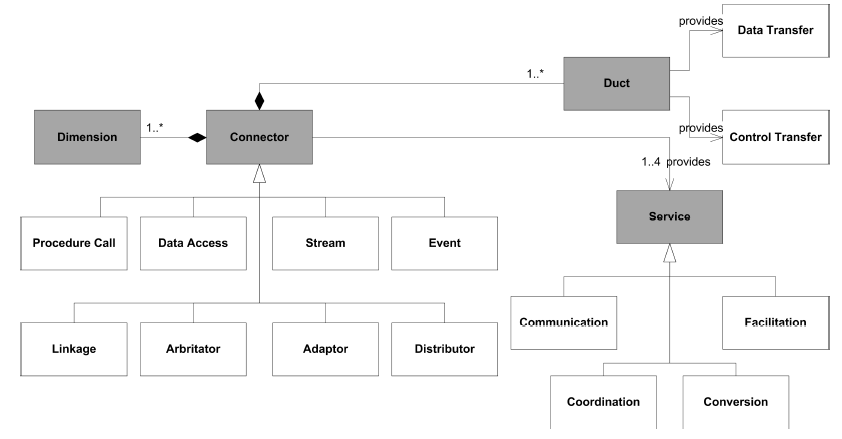 provides
Data Transfer
1..*
Duct
1..*
provides
Dimension
Connector
Control Transfer
1..4 provides
Service
Procedure Call
Data Access
Stream
Event
Communication
Facilitation
Linkage
Arbritator
Adaptor
Distributor
Coordination
Conversion